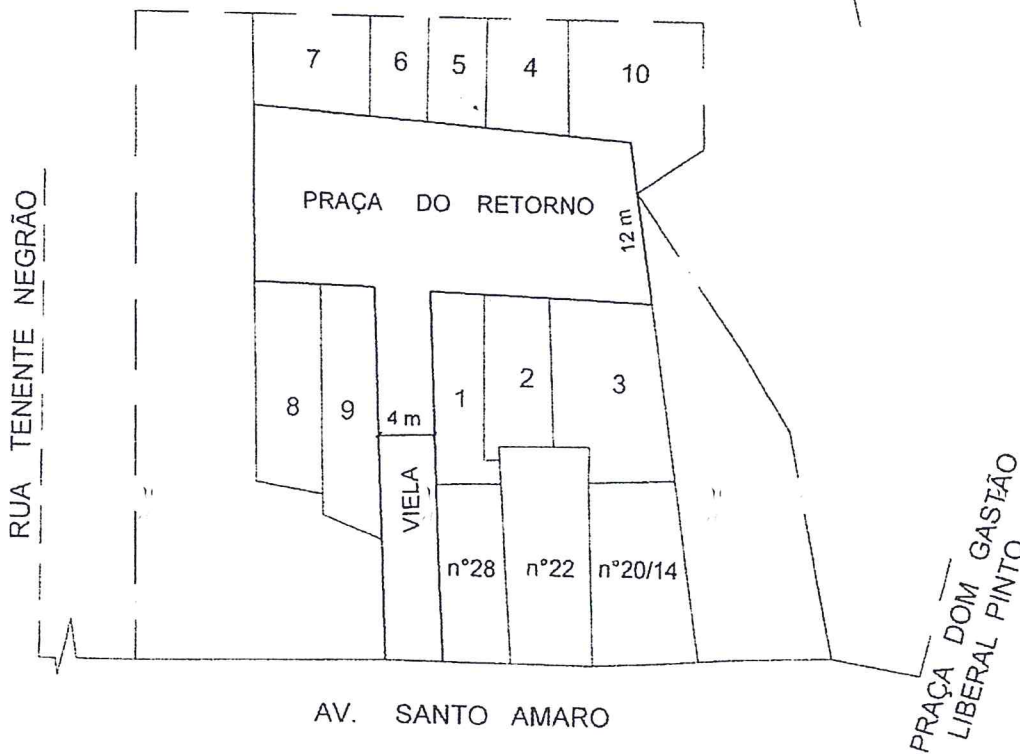 7
6
5
4
10
PRAÇA DO RETORNO
12 m
RUA TENENTE NEGRÃO
8
9
4 m
1
2
3
VIELA
n°28
n°22
n°20/14
AV. SANTO AMARO
PRAÇA DOM GASTÃO
LIBERAL PINTO